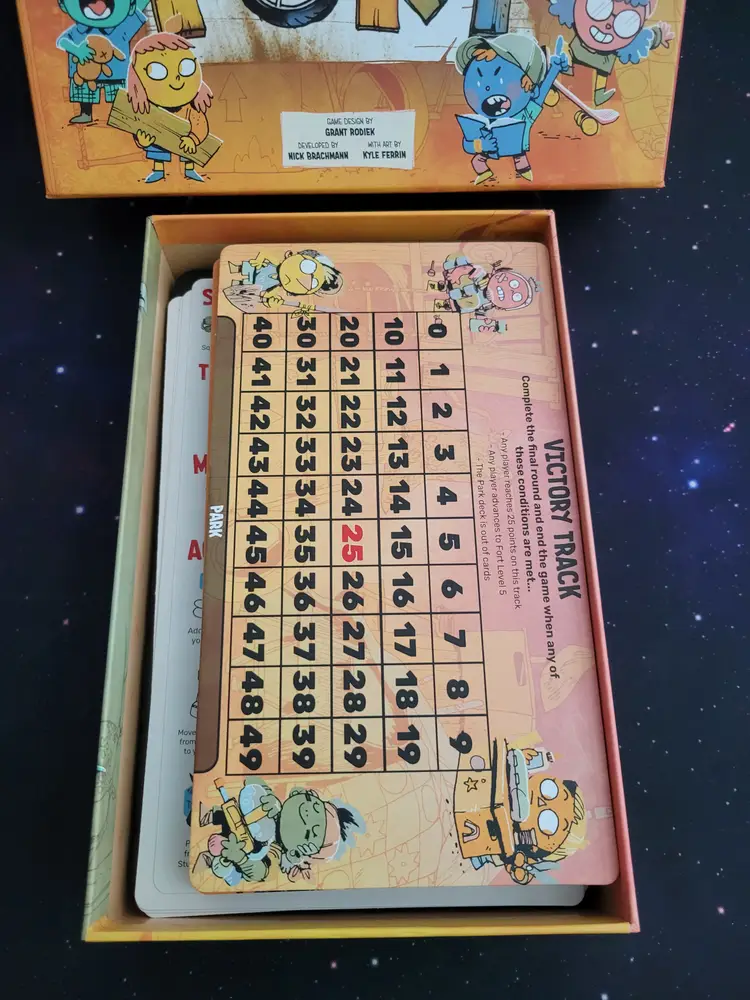 GAME DESIGN BY
GRANT RODIEK
DEVELOPED BY
NICK BRACHMANN
WITH ART BY
KYLE FERRIN
VICTORY TRACK
Complete the final round and end the game when any of
these conditions are met...
- Any player reaches 25 points on this track
- Any player advances to Fort Level 5
- The Park deck is out of cards
0 1 2 3 4 5 6 7 8 9
10 11 12 13 14 15 16 17 18 19
20 21 22 23 24 25 26 27 28 29
30 31 32 33 34 35 36 37 38 39
40 41 42 43 44 45 46 47 48 49
PARK